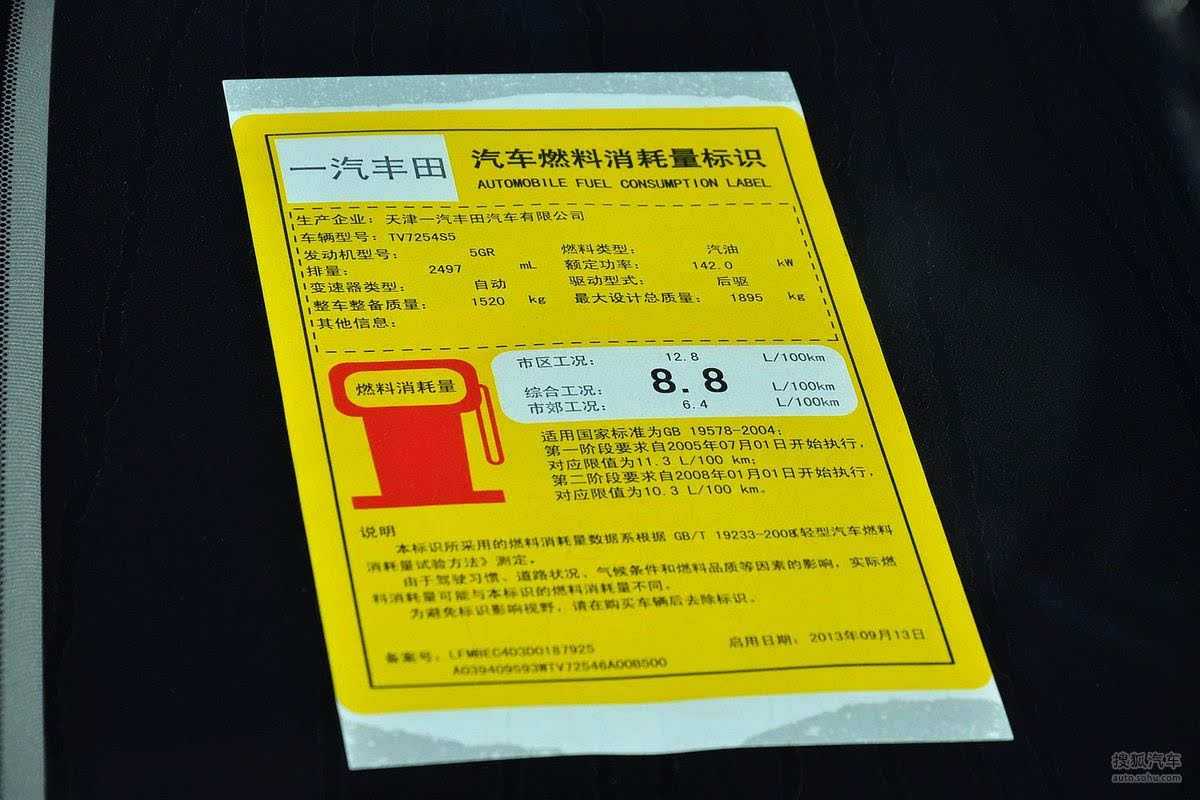 一汽丰田
汽车燃料消耗量标识
AUTOMOBILE FUEL CONSUMPTION LABEL
生产企业: 天津一汽丰田汽车有限公司
车辆型号: TV7254S5
发动机型号: 5GR 燃料类型: 汽油
排量: 2497 mL 额定功率: 142.0 kW
变速器类型: 自动 驱动型式: 后驱
整车整备质量: 1520 kg 最大设计总质量: 1895 kg
其他信息:
燃料消耗量
市区工况: 12.8 L/100km
综合工况: 8.8 L/100km
市郊工况: 6.4 L/100km
适用国家标准为GB 19578-2004;
第一阶段要求自2005年07月01日开始执行,
对应限值为11.3 L/100 km;
第二阶段要求自2008年01月01日开始执行,
对应限值为10.3 L/100 km。
说明
本标识所采用的燃料消耗量数据系根据 GB/T 19233-2008《轻型汽车燃料
消耗量试验方法》测定。
由于驾驶习惯、道路状况、气候条件和燃料品质等因素的影响,实际燃
料消耗量可能与本标识的燃料消耗量不同。
为避免标识影响视野,请在购买车辆后去除标识。
备案号: LFMBEC403D0187925
启用日期: 2013年09月13日
搜狐汽车
auto.sohu.com